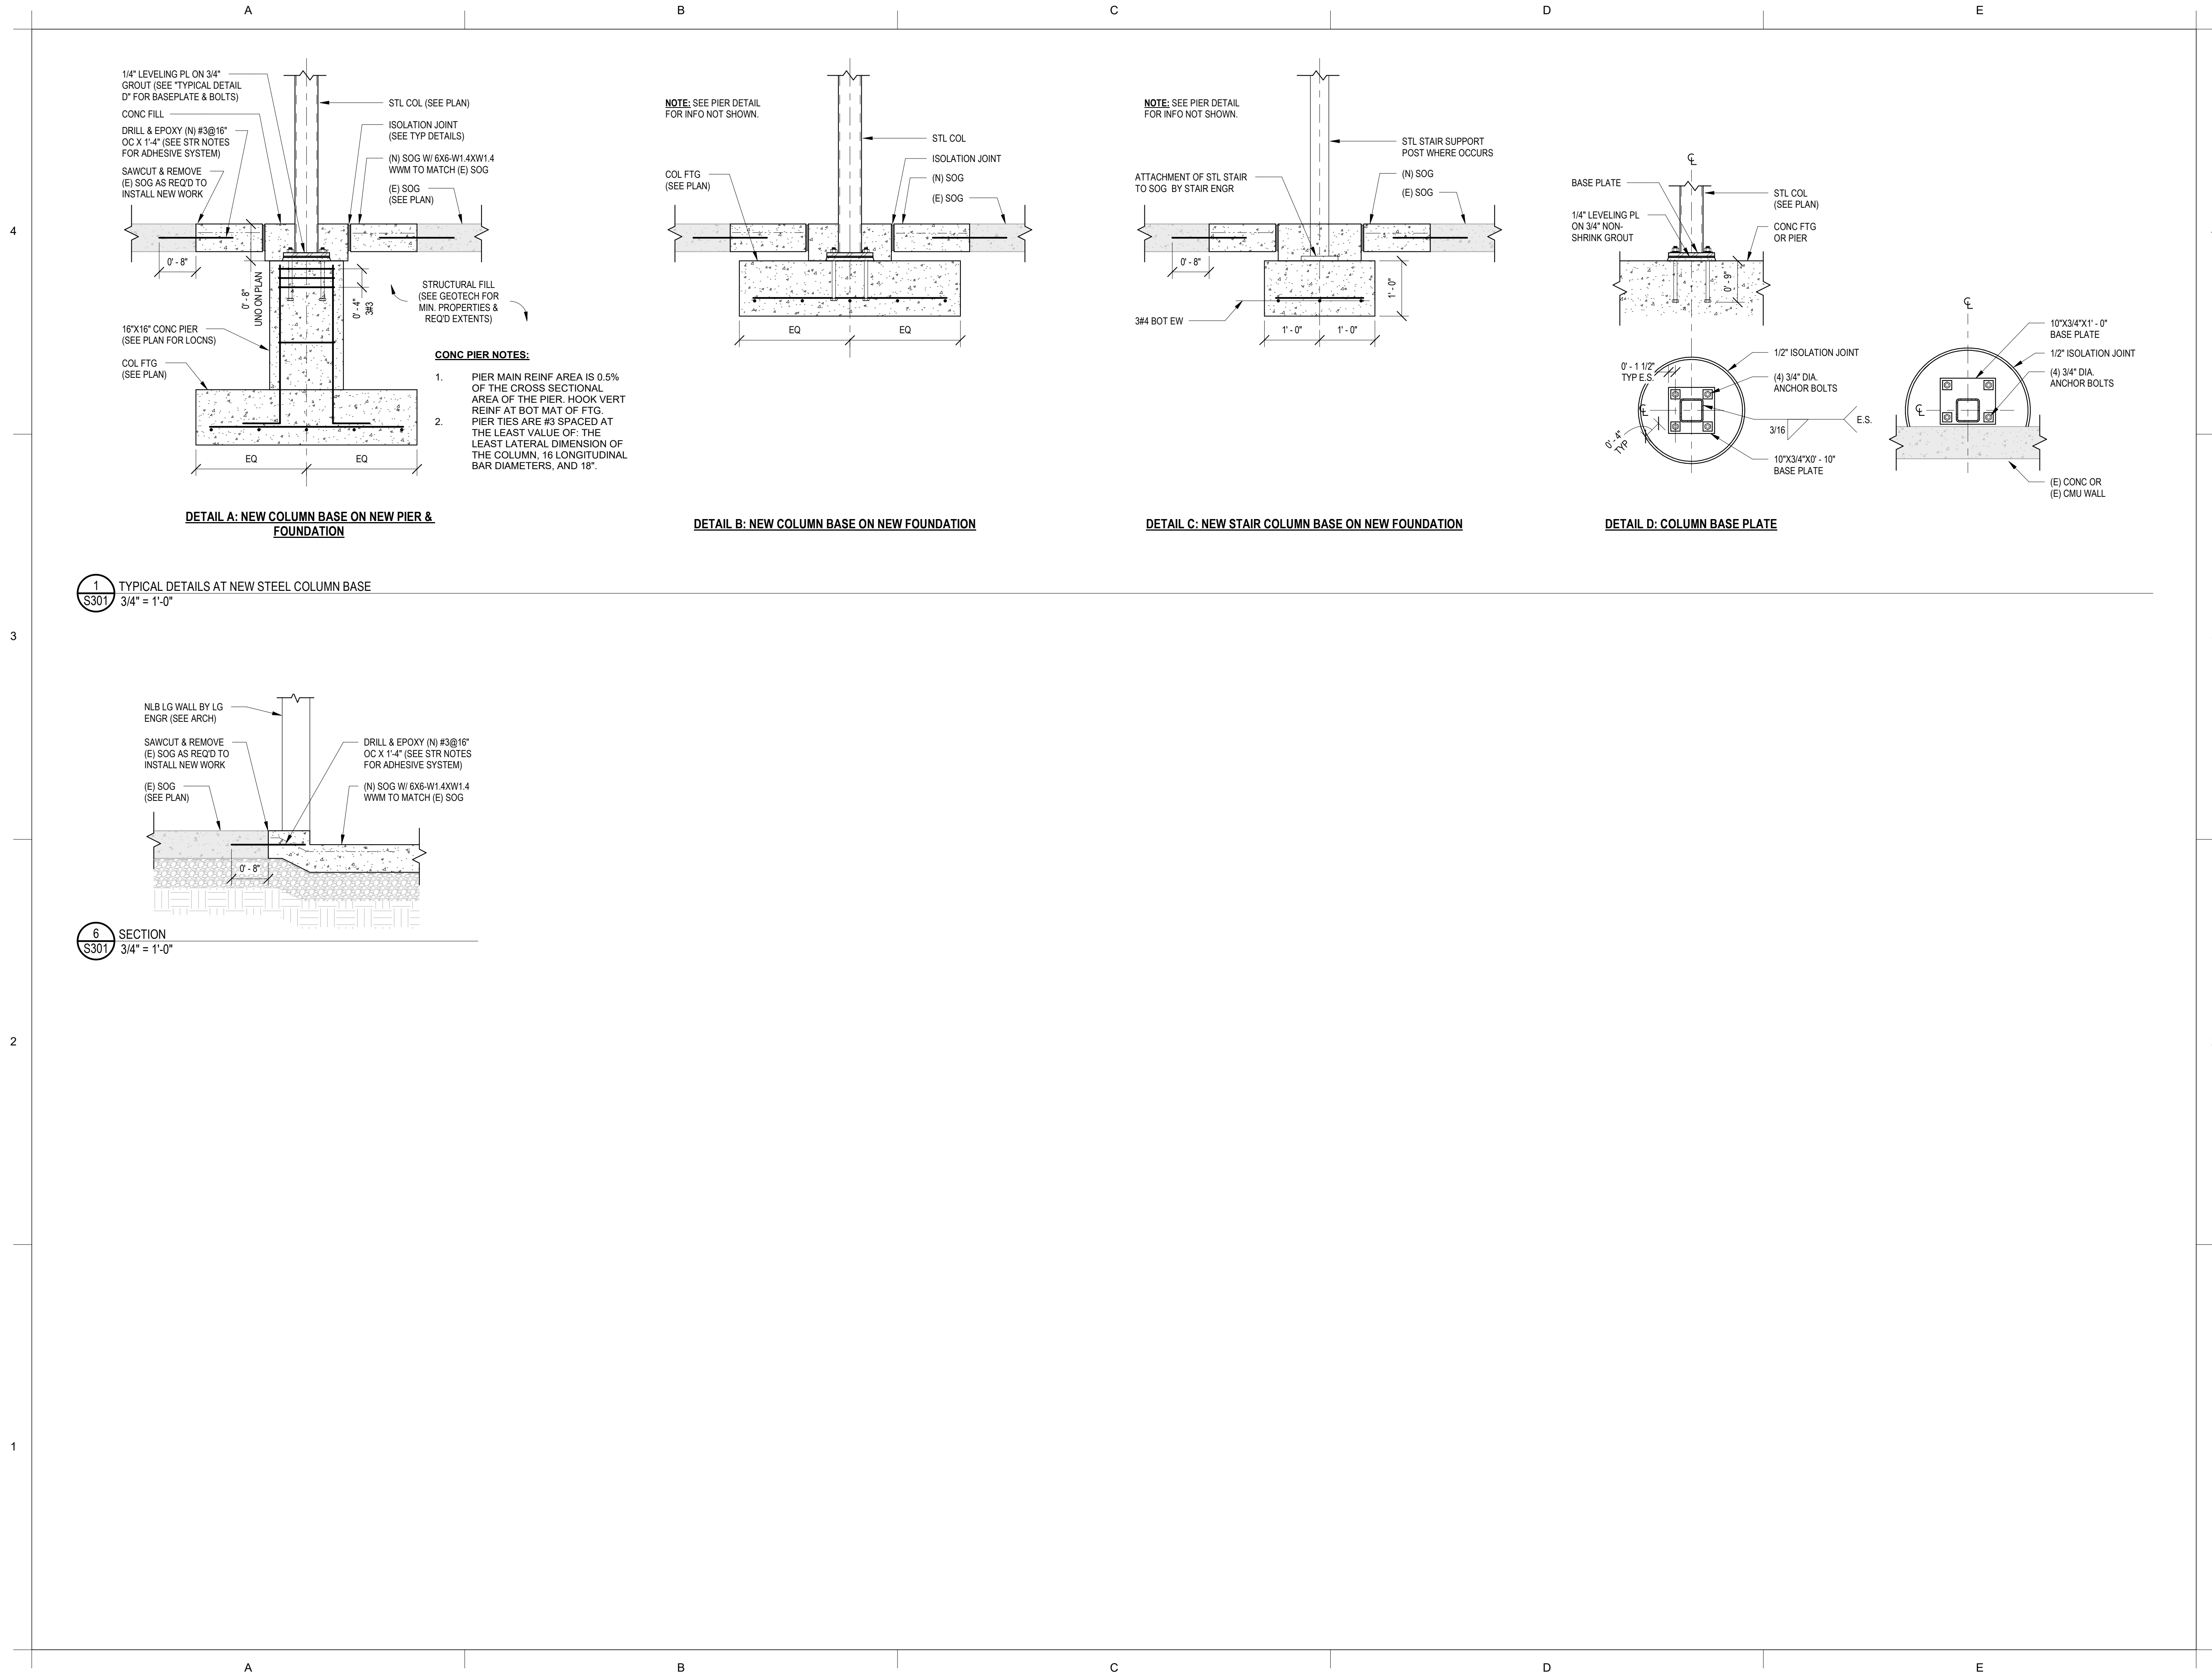 A
B
C
D
E
4
3
2
1
1/4" LEVELING PL ON 3/4"
GROUT (SEE "TYPICAL DETAIL
D" FOR BASEPLATE & BOLTS)
CONC FILL
DRILL & EPOXY (N) #3@16"
OC X 1'-4" (SEE STR NOTES
FOR ADHESIVE SYSTEM)
SAWCUT & REMOVE
(E) SOG AS REQ'D TO
INSTALL NEW WORK
STL COL (SEE PLAN)
ISOLATION JOINT
(SEE TYP DETAILS)
(N) SOG W/ 6X6-W1.4XW1.4
WWM TO MATCH (E) SOG
(E) SOG
(SEE PLAN)
0' - 8"
0' - 8"
UNO ON PLAN
0' - 4"
3#3
STRUCTURAL FILL
(SEE GEOTECH FOR
MIN. PROPERTIES &
REQ'D EXTENTS)
16"X16" CONC PIER
(SEE PLAN FOR LOCNS)
COL FTG
(SEE PLAN)
EQ
EQ
CONC PIER NOTES:
1. PIER MAIN REINF AREA IS 0.5%
OF THE CROSS SECTIONAL
AREA OF THE PIER. HOOK VERT
REINF AT BOT MAT OF FTG.
2. PIER TIES ARE #3 SPACED AT
THE LEAST VALUE OF: THE
LEAST LATERAL DIMENSION OF
THE COLUMN, 16 LONGITUDINAL
BAR DIAMETERS, AND 18".
DETAIL A: NEW COLUMN BASE ON NEW PIER &
FOUNDATION
NOTE: SEE PIER DETAIL
FOR INFO NOT SHOWN.
COL FTG
(SEE PLAN)
STL COL
ISOLATION JOINT
(N) SOG
(E) SOG
EQ
EQ
DETAIL B: NEW COLUMN BASE ON NEW FOUNDATION
NOTE: SEE PIER DETAIL
FOR INFO NOT SHOWN.
ATTACHMENT OF STL STAIR
TO SOG BY STAIR ENGR
STL STAIR SUPPORT
POST WHERE OCCURS
(N) SOG
(E) SOG
0' - 8"
1' - 0"
3#4 BOT EW
1' - 0"
1' - 0"
DETAIL C: NEW STAIR COLUMN BASE ON NEW FOUNDATION
BASE PLATE
1/4" LEVELING PL
ON 3/4" NON-
SHRINK GROUT
STL COL
(SEE PLAN)
CONC FTG
OR PIER
0' - 9"
0' - 1 1/2"
TYP E.S.
0' - 4"
TYP
1/2" ISOLATION JOINT
(4) 3/4" DIA.
ANCHOR BOLTS
3/16
E.S.
10"X3/4"X0' - 10"
BASE PLATE
10"X3/4"X1' - 0"
BASE PLATE
1/2" ISOLATION JOINT
(4) 3/4" DIA.
ANCHOR BOLTS
(E) CONC OR
(E) CMU WALL
DETAIL D: COLUMN BASE PLATE
1
S301
TYPICAL DETAILS AT NEW STEEL COLUMN BASE
3/4" = 1'-0"
NLB LG WALL BY LG
ENGR (SEE ARCH)
SAWCUT & REMOVE
(E) SOG AS REQ'D TO
INSTALL NEW WORK
(E) SOG
(SEE PLAN)
DRILL & EPOXY (N) #3@16"
OC X 1'-4" (SEE STR NOTES
FOR ADHESIVE SYSTEM)
(N) SOG W/ 6X6-W1.4XW1.4
WWM TO MATCH (E) SOG
0' - 8"
6
S301
SECTION
3/4" = 1'-0"
A
B
C
D
E